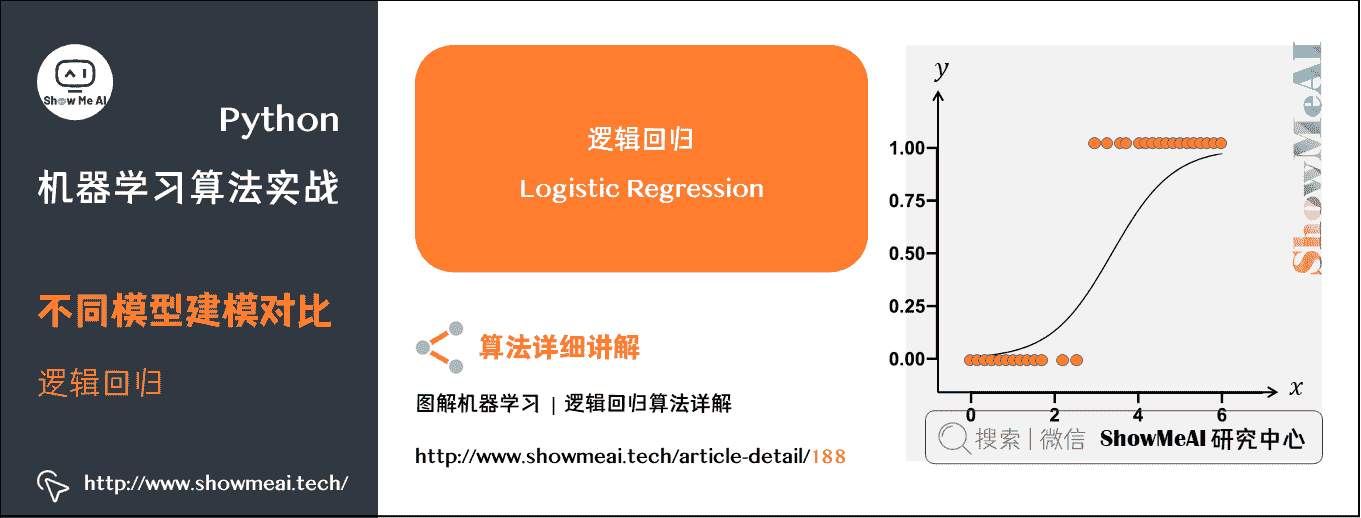 Show Me AI
Python
机器学习算法实战
不同模型建模对比
逻辑回归
http://www.showmeai.tech/
逻辑回归
Logistic Regression
算法详细讲解
图解机器学习 | 逻辑回归算法详解
http://www.showmeai.tech/article-detail/188
y
1.00
0.75
0.50
0.25
0.00
0 2 4 6
x
ShowMeAI
搜索 | 微信 ShowMeAI 研究中心